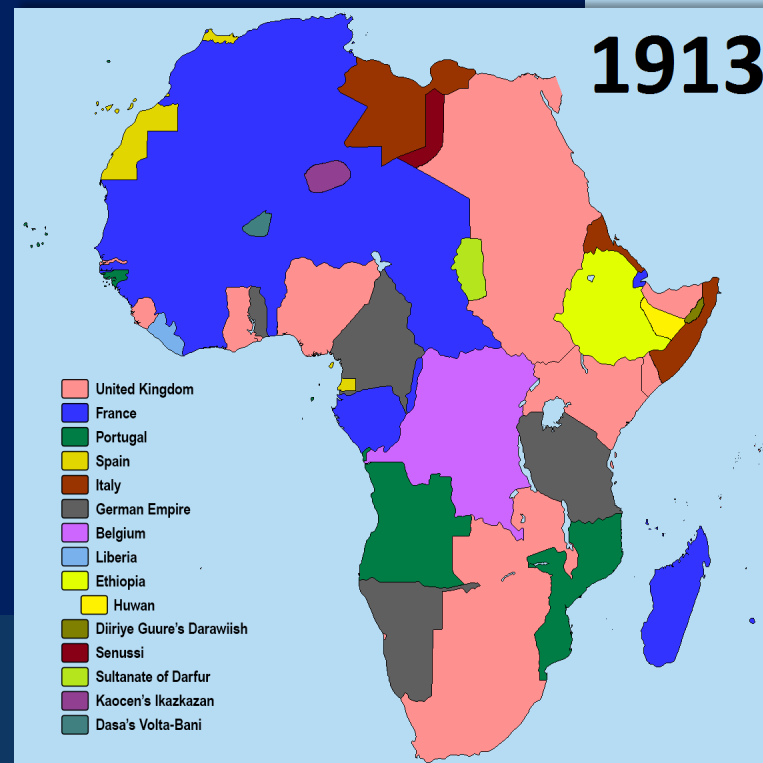 1913
United Kingdom
France
Portugal
Spain
Italy
German Empire
Belgium
Liberia
Ethiopia
Huwan
Diiriye Guure's Darawiish
Senussi
Sultanate of Darfur
Kaocen's Ikazkazan
Dasa's Volta-Bani